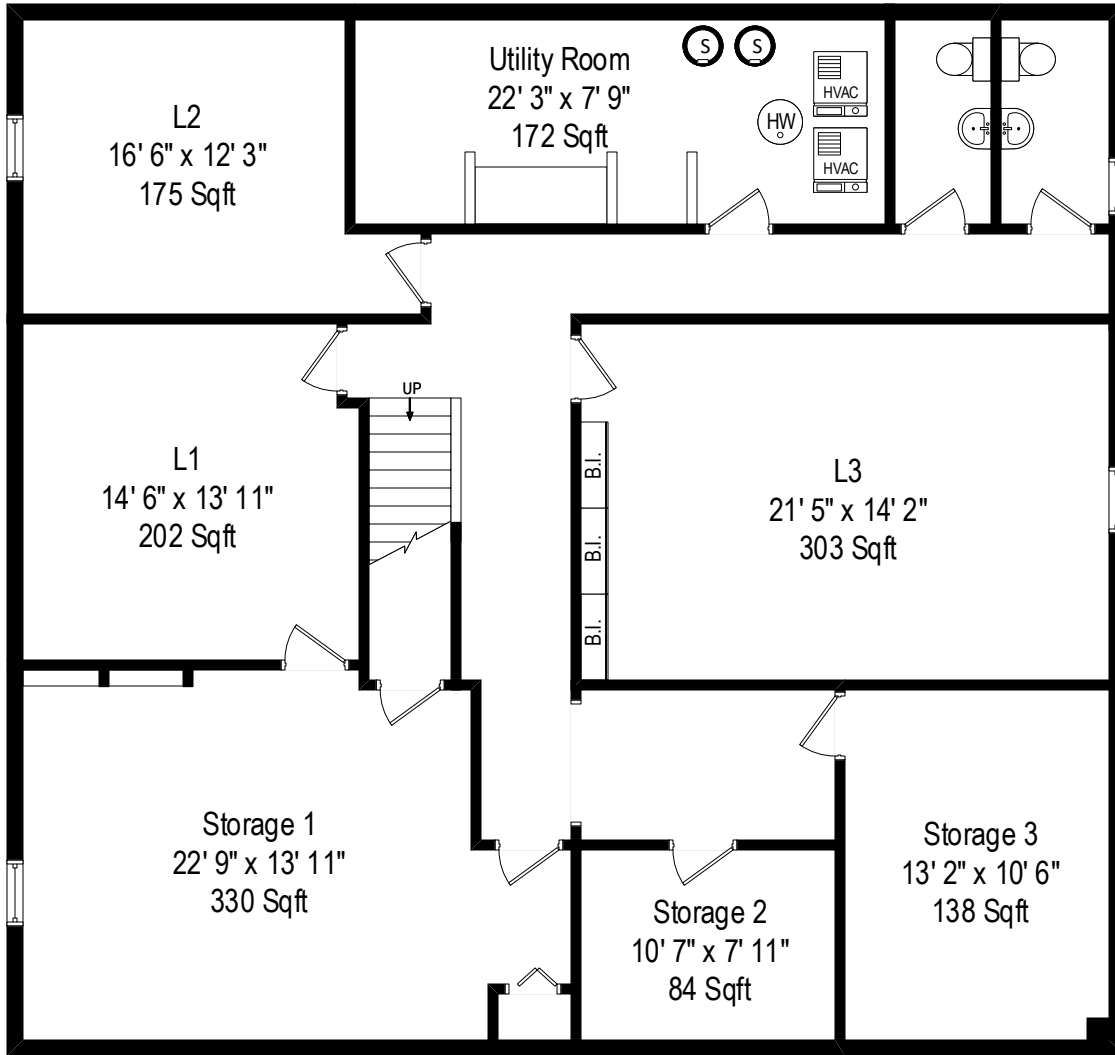 Utility Room
22' 3" x 7' 9"
172 Sqft
S
S
HVAC
HW
HVAC
L2
16' 6" x 12' 3"
175 Sqft
UP
L1
14' 6" x 13' 11"
202 Sqft
B.I.
B.I.
B.I.
L3
21' 5" x 14' 2"
303 Sqft
Storage 1
22' 9" x 13' 11"
330 Sqft
Storage 2
10' 7" x 7' 11"
84 Sqft
Storage 3
13' 2" x 10' 6"
138 Sqft